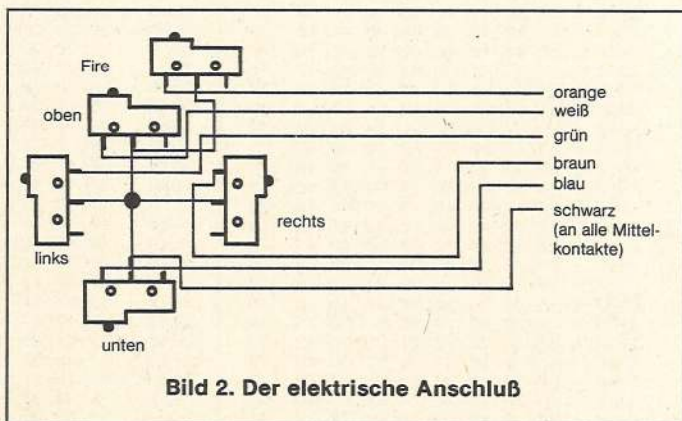 Fire
oben
links
rechts
unten
orange
weiß
grün
braun
blau
schwarz
(an alle Mittel-
kontakte)
Bild 2. Der elektrische Anschluß